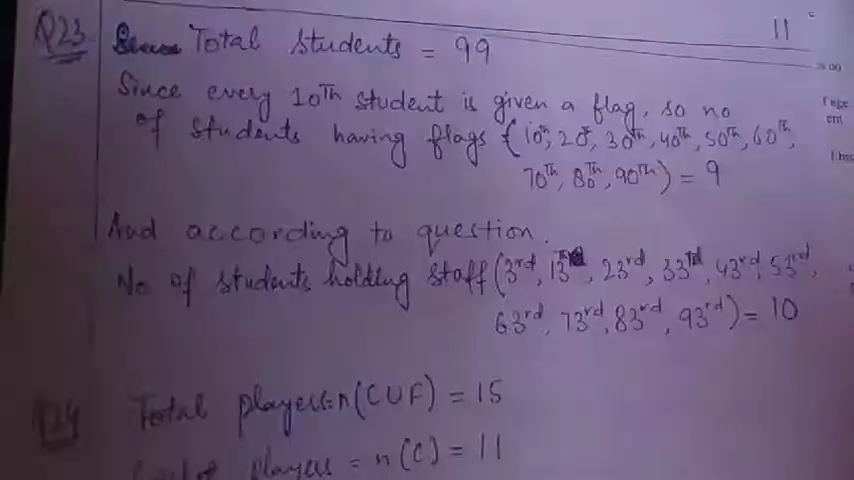 11
Q23 Total students = 99
Since every 10th student is given a flag, so no
of students having flags (10th, 20th, 30th, 40th, 50th, 60th,
70th, 80th, 90th) = 9
And according to question.
No of students holding staff (3rd, 13th, 23rd, 33rd, 43rd, 53rd,
63rd, 73rd, 83rd, 93rd) = 10
Q24 Total players = n(CUF) = 15
players = n(C) = 11